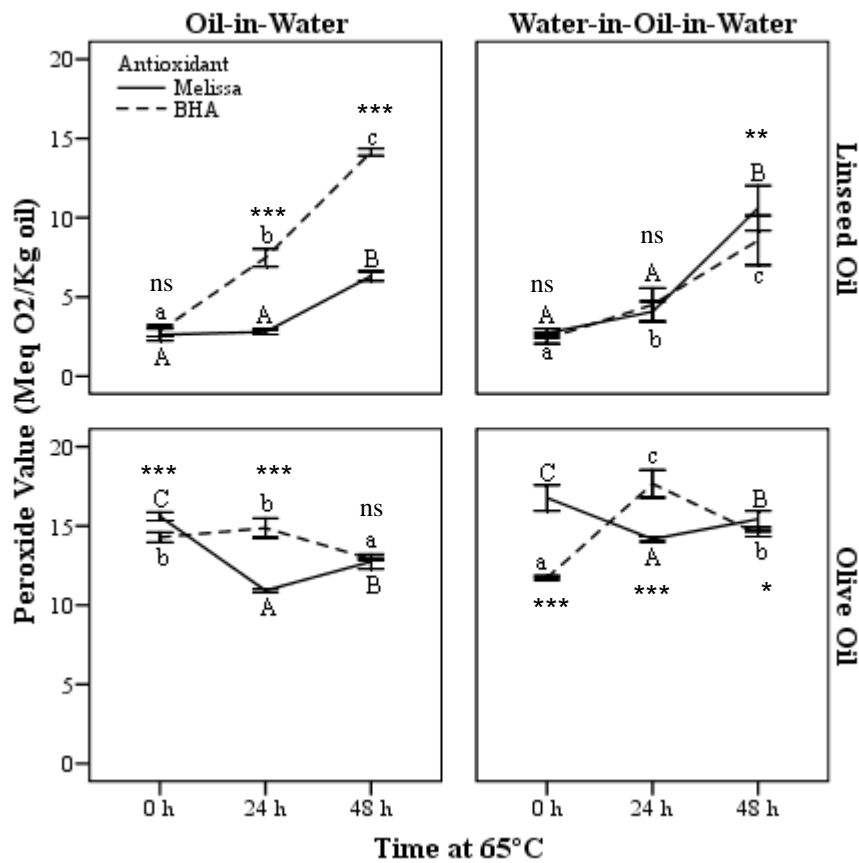 Oil-in-Water
Water-in-Oil-in-Water
Antioxidant
Melissa
BHA
Peroxide Value (Meq O2/Kg oil)
Linseed Oil
Olive Oil
20
15
10
5
0
ns
a
A
***
b
A
***
c
B
ns
A
a
ns
A
b
**
B
c
20
15
10
5
0
***
C
b
***
b
A
ns
a
B
C
a
***
c
A
***
B
b
*
0 h 24 h 48 h
0 h 24 h 48 h
Time at 65°C